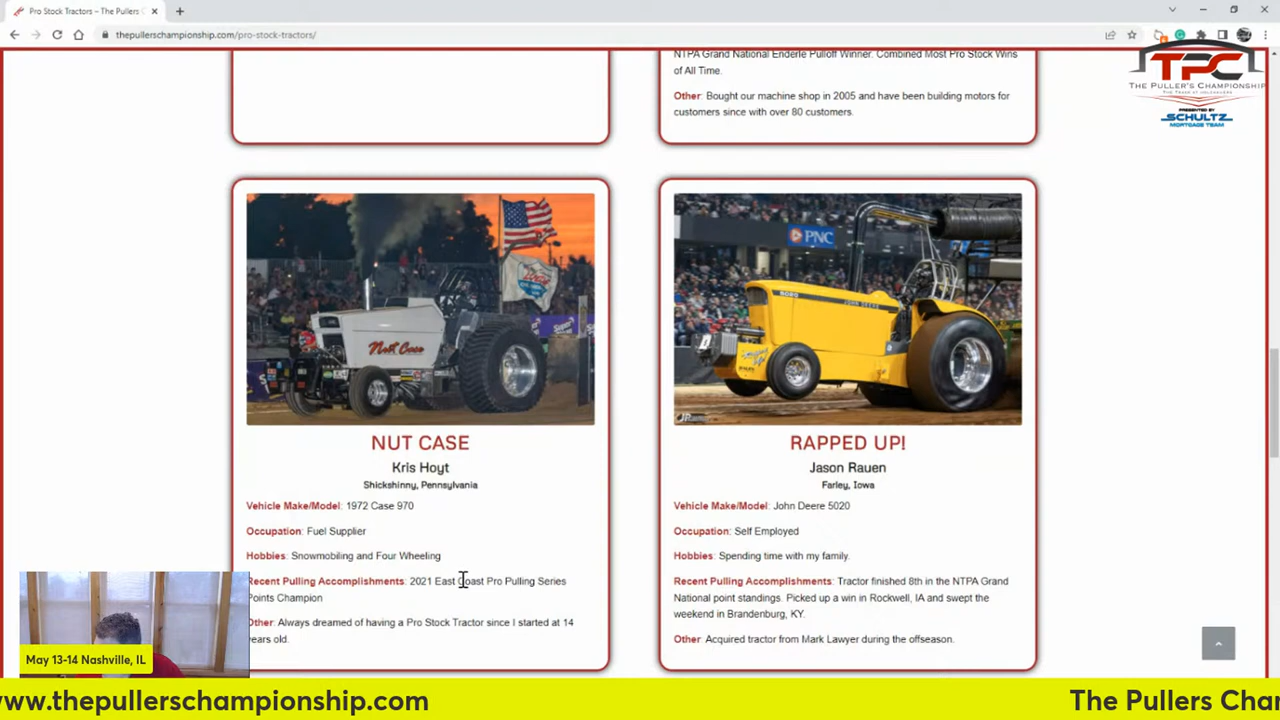 Pro Stock Tractors – The Pullers C
thepullerschampionship.com/pro-stock-tractors/
TPC
THE PULLER'S CHAMPIONSHIP
PRESENTED BY
SCHULTZ
MORTGAGE TEAM
NTPA Grand National Enderle Pulloff Winner. Combined Most Pro Stock Wins
of All Time.
Other: Bought our machine shop in 2005 and have been building motors for
customers since with over 80 customers.
Nut Case
PNC
JOHN DEERE
NUT CASE
Kris Hoyt
Shickshinny, Pennsylvania
Vehicle Make/Model: 1972 Case 970
Occupation: Fuel Supplier
Hobbies: Snowmobiling and Four Wheeling
Recent Pulling Accomplishments: 2021 East Coast Pro Pulling Series
Points Champion
Other: Always dreamed of having a Pro Stock Tractor since I started at 14
years old.
RAPPED UP!
Jason Rauen
Farley, Iowa
Vehicle Make/Model: John Deere 5020
Occupation: Self Employed
Hobbies: Spending time with my family.
Recent Pulling Accomplishments: Tractor finished 8th in the NTPA Grand
National point standings. Picked up a win in Rockwell, IA and swept the
weekend in Brandenburg, KY.
Other: Acquired tractor from Mark Lawyer during the offseason.
May 13-14 Nashville, IL
www.thepullerschampionship.com
The Pullers Char